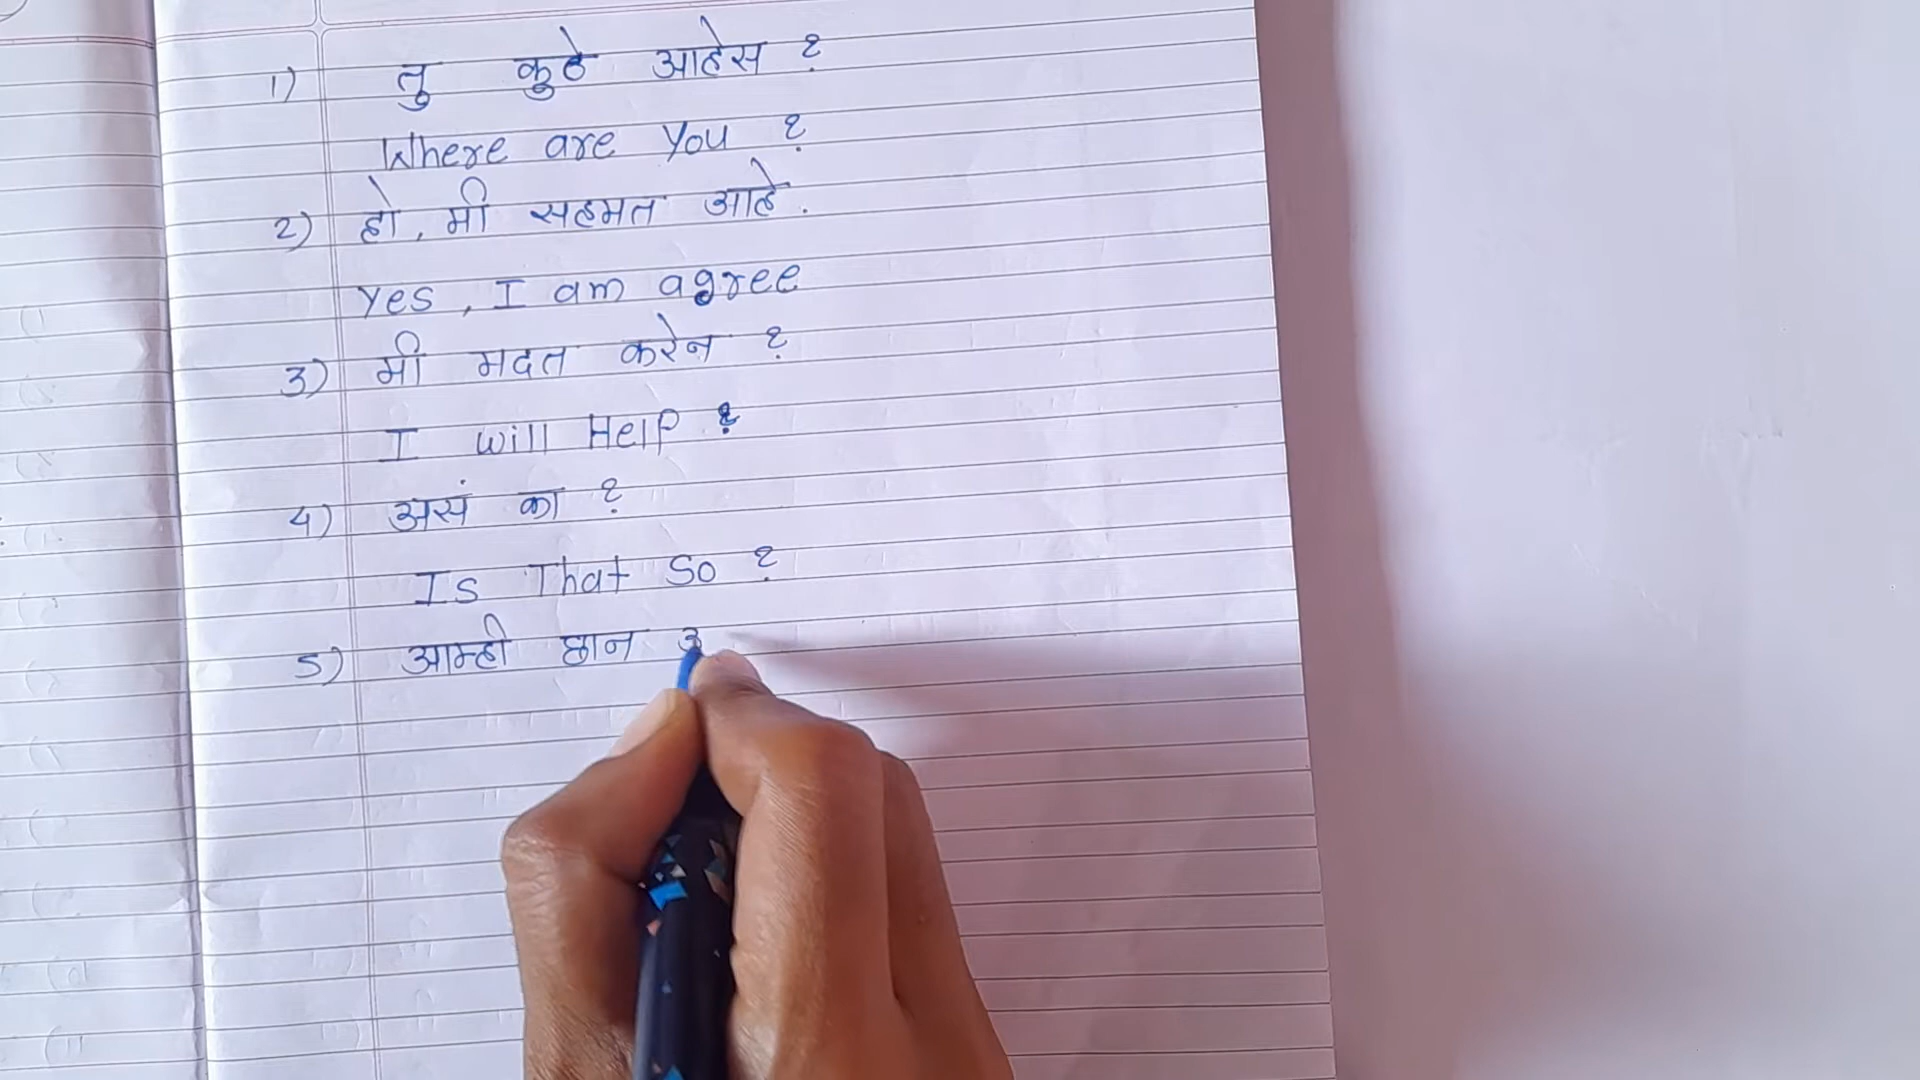 1) तु कुठे आहेस ?
Where are You ?
2) हो, मी सहमत आहे.
Yes, I am agree
3) मी मदत करेन ?
I will Help ?
4) असं का ?
Is That So ?
5) आम्ही छान